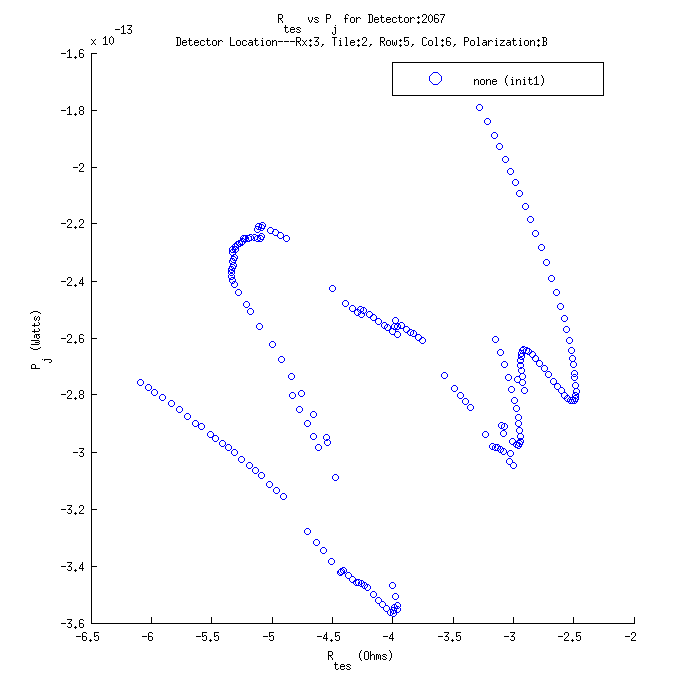 R_tes vs P_j for Detector:2067
Detector Location---Rx:3, Tile:2, Row:5, Col:6, Polarization:B
x 10^-13
none (init1)
-1.6
-1.8
-2
-2.2
-2.4
-2.6
-2.8
-3
-3.2
-3.4
-3.6
P_j (Watts)
-6.5 -6 -5.5 -5 -4.5 -4 -3.5 -3 -2.5 -2
R_tes (Ohms)